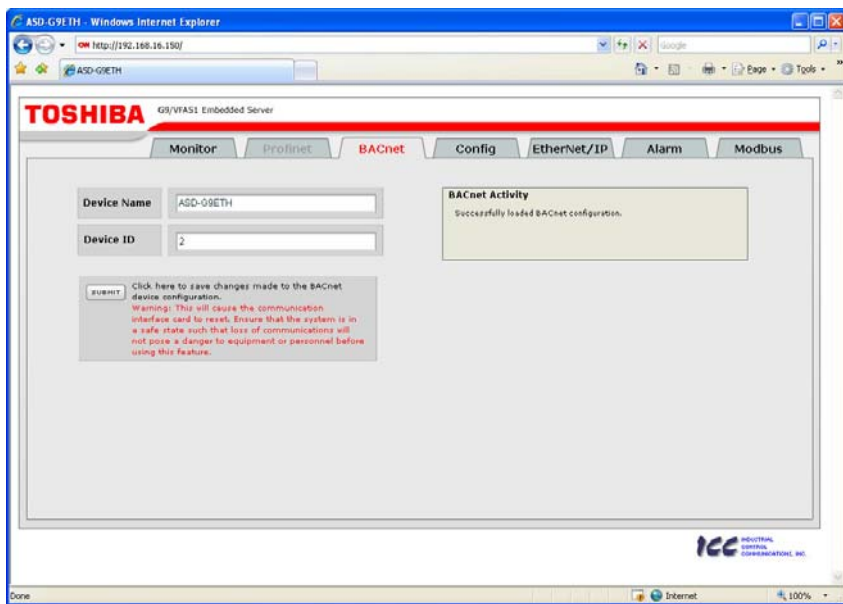 ASD-G9ETH - Windows Internet Explorer
http://192.168.16.150/
Google
ASD-G9ETH
Page
Tools
TOSHIBA
G9/VFAS1 Embedded Server
Monitor
Profinet
BACnet
Config
EtherNet/IP
Alarm
Modbus
Device Name
ASD-G9ETH
Device ID
2
BACnet Activity
Successfully loaded BACnet configuration.
SUBMIT
Click here to save changes made to the BACnet
device configuration.
Warning: This will cause the communication
interface card to reset. Ensure that the system is in
a safe state such that loss of communications will
not pose a danger to equipment or personnel before
using this feature.
ICC
INDUSTRIAL
CONTROL
COMMUNICATIONS, INC.
Done
Internet
100%